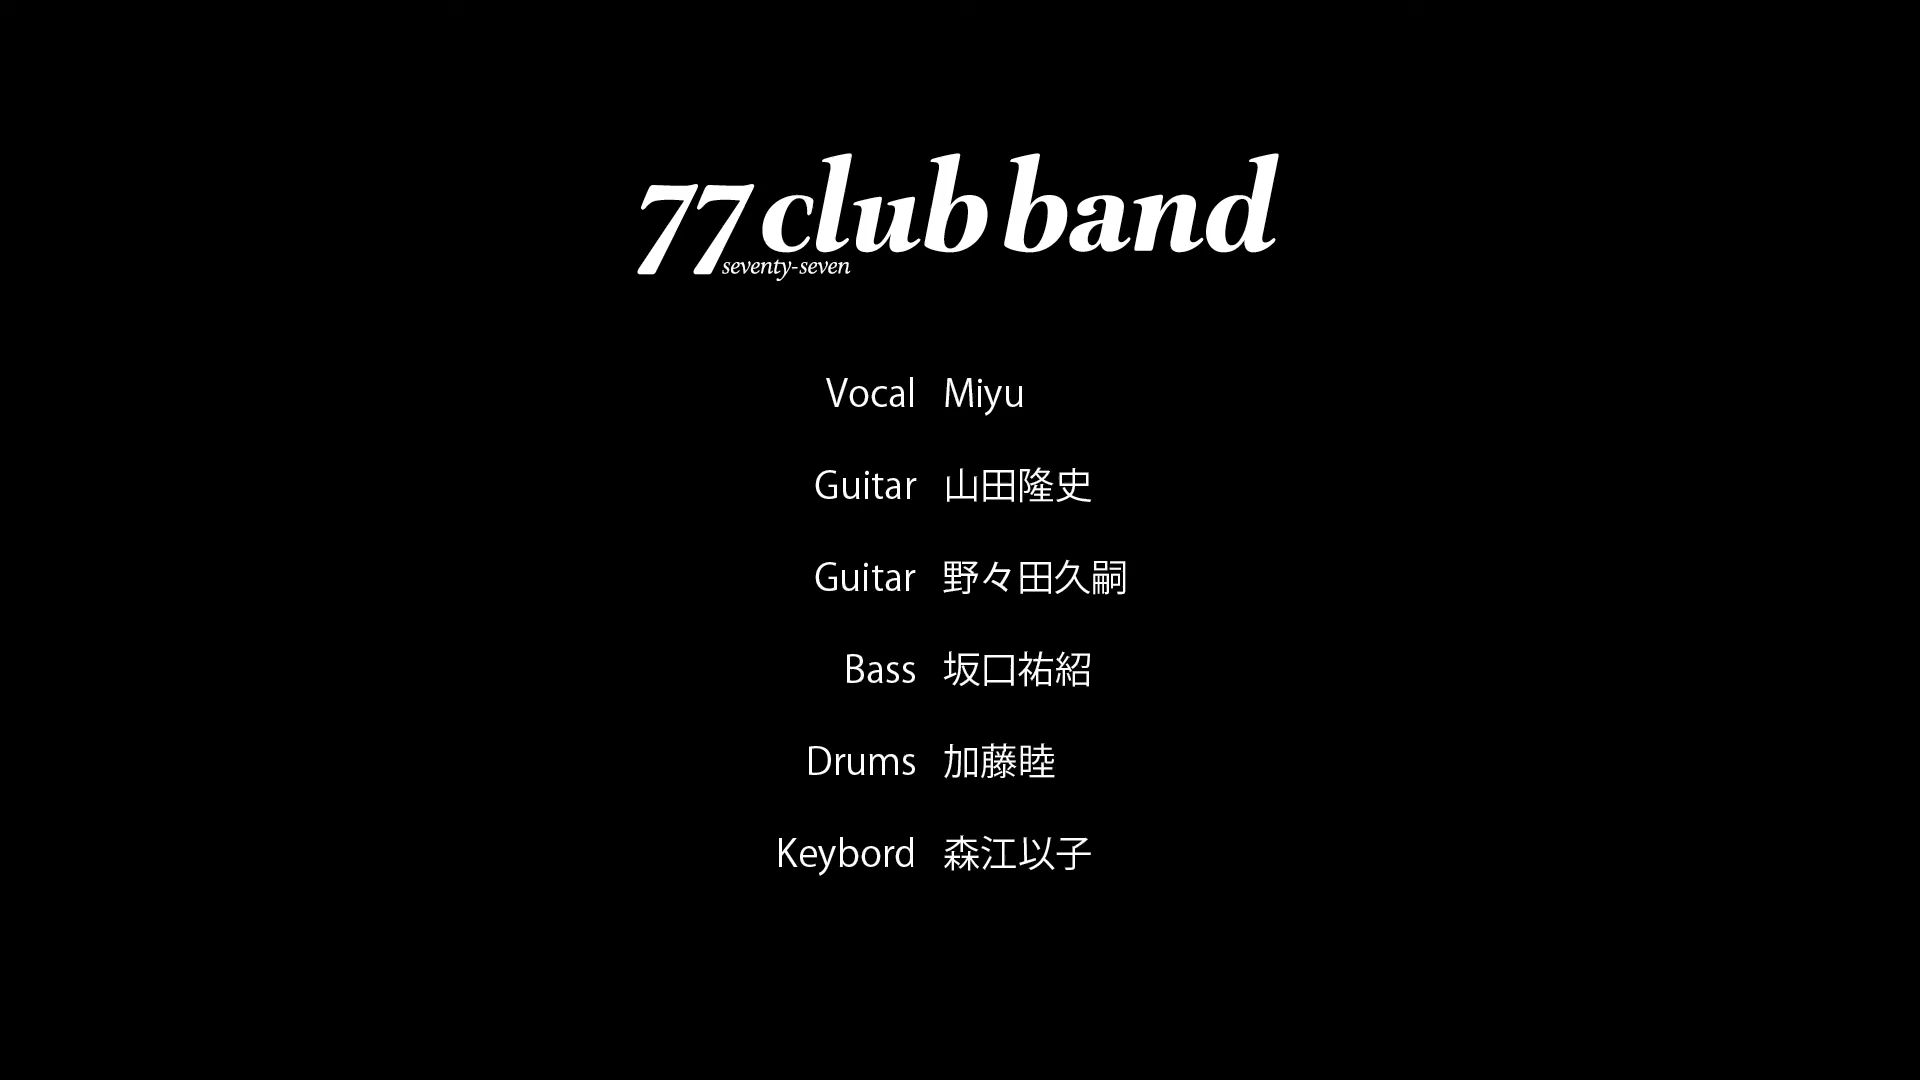 77 club band
seventy-seven
Vocal Miyu
Guitar 山田隆史
Guitar 野々田久嗣
Bass 坂口祐紹
Drums 加藤睦
Keybord 森江以子